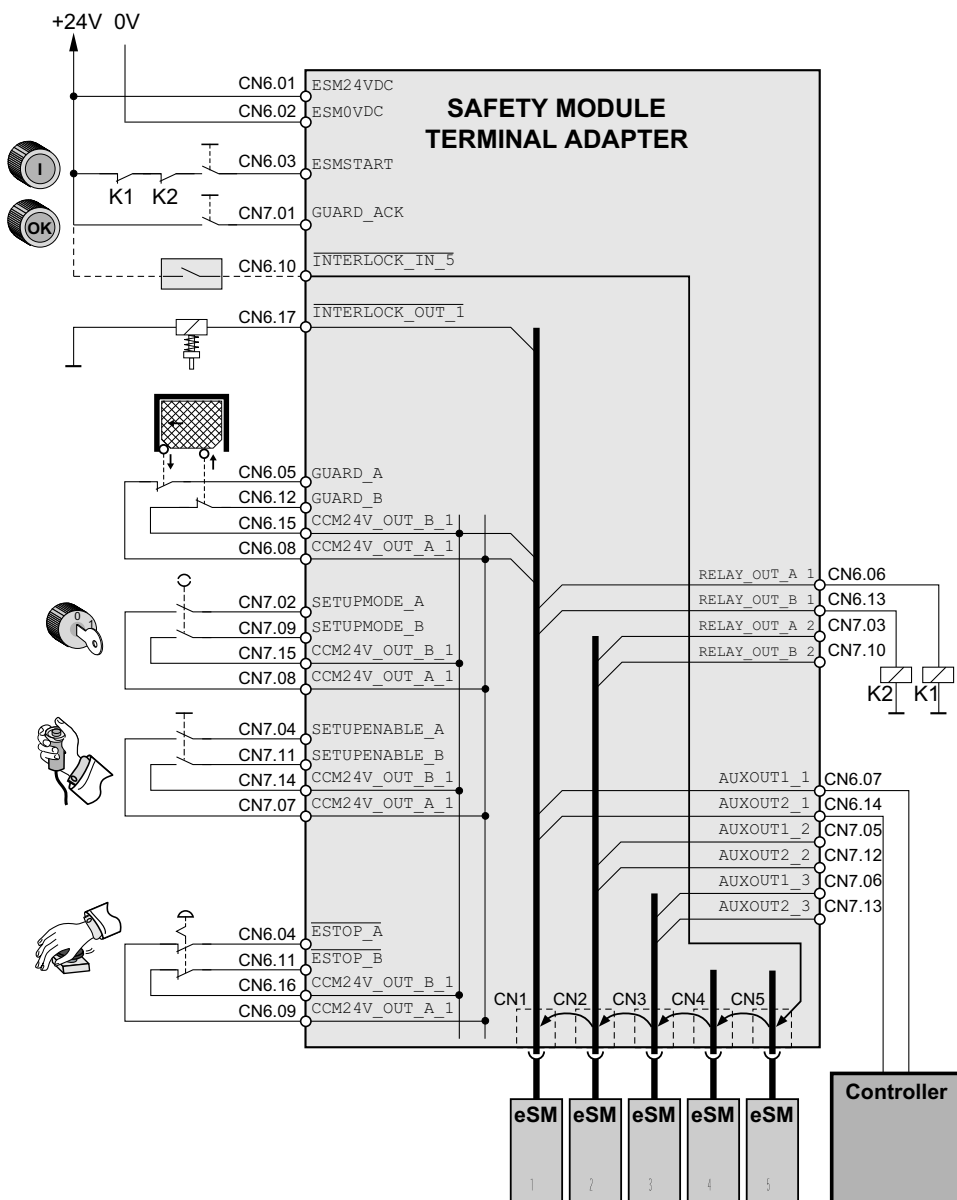 +24V 0V
SAFETY MODULE
TERMINAL ADAPTER
CN6.01 ESM24VDC
CN6.02 ESM0VDC
I
CN6.03 ESMSTART
K1 K2
OK
CN7.01 GUARD_ACK
CN6.10 INTERLOCK_IN_5
CN6.17 INTERLOCK_OUT_1
CN6.05 GUARD_A
CN6.12 GUARD_B
CN6.15 CCM24V_OUT_B_1
CN6.08 CCM24V_OUT_A_1
0
1
CN7.02 SETUPMODE_A
CN7.09 SETUPMODE_B
CN7.15 CCM24V_OUT_B_1
CN7.08 CCM24V_OUT_A_1
CN7.04 SETUPENABLE_A
CN7.11 SETUPENABLE_B
CN7.14 CCM24V_OUT_B_1
CN7.07 CCM24V_OUT_A_1
CN6.04 ESTOP_A
CN6.11 ESTOP_B
CN6.16 CCM24V_OUT_B_1
CN6.09 CCM24V_OUT_A_1
RELAY_OUT_A 1 CN6.06
RELAY_OUT_B 1 CN6.13
RELAY_OUT_A 2 CN7.03
RELAY_OUT_B 2 CN7.10
K2 K1
AUXOUT1_1 CN6.07
AUXOUT2_1 CN6.14
AUXOUT1_2 CN7.05
AUXOUT2_2 CN7.12
AUXOUT1_3 CN7.06
AUXOUT2_3 CN7.13
CN1 CN2 CN3 CN4 CN5
eSM eSM eSM eSM eSM
1 2 3 4 5
Controller